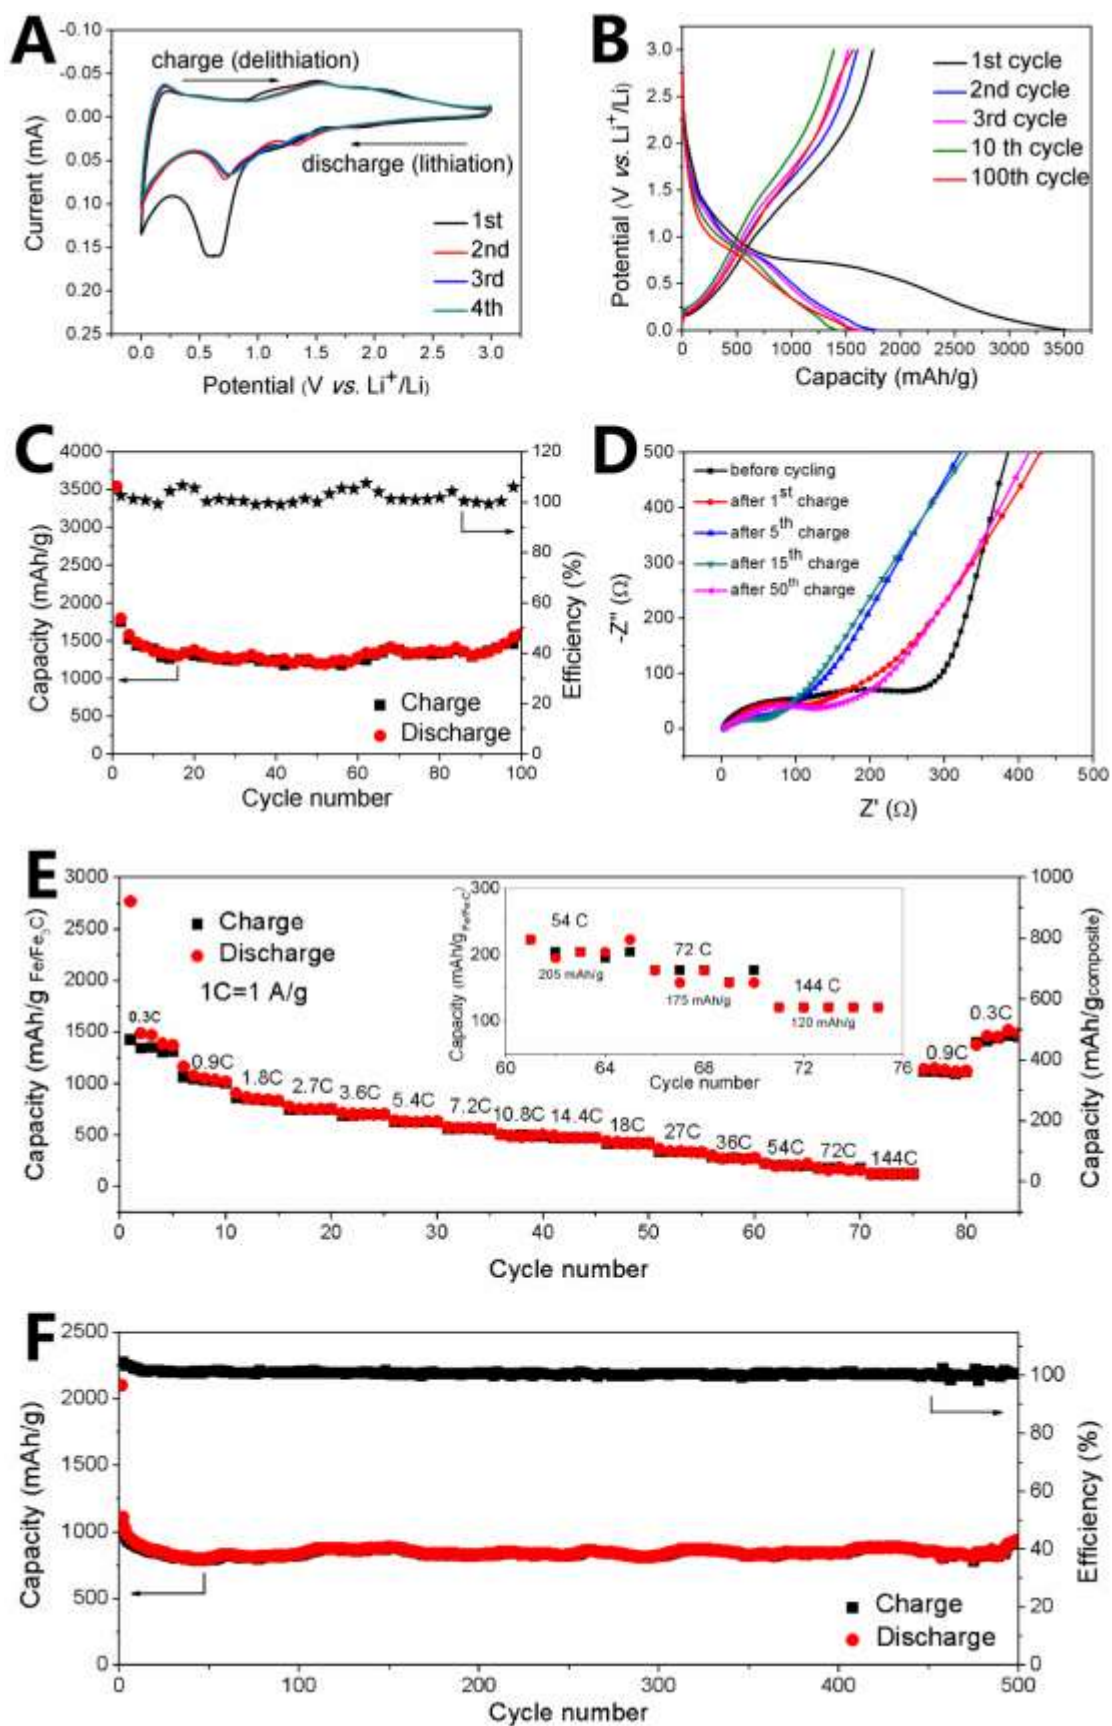 A
-0.10
-0.05
0.00
0.05
0.10
0.15
0.20
0.25
Current (mA)
charge (delithiation)
discharge (lithiation)
1st
2nd
3rd
4th
0.0 0.5 1.0 1.5 2.0 2.5 3.0
Potential (V vs. Li+/Li)
B
3.0
2.5
2.0
1.5
1.0
0.5
0.0
Potential (V vs. Li+/Li)
1st cycle
2nd cycle
3rd cycle
10 th cycle
100th cycle
0 500 1000 1500 2000 2500 3000 3500
Capacity (mAh/g)
C
4000
3500
3000
2500
2000
1500
1000
500
0
Capacity (mAh/g)
120
100
80
60
40
20
0
Efficiency (%)
Charge
Discharge
0 20 40 60 80 100
Cycle number
D
500
400
300
200
100
0
-Z'' (Ω)
before cycling
after 1st charge
after 5th charge
after 15th charge
after 50th charge
0 100 200 300 400 500
Z' (Ω)
E
3000
2500
2000
1500
1000
500
0
Capacity (mAh/g Fe/Fe3C)
Charge
Discharge
1C=1 A/g
300
200
100
Capacity (mAh/g Fe/Fe3C)
54 C
205 mAh/g
72 C
175 mAh/g
144 C
120 mAh/g
60 64 68 72 76
Cycle number
1000
800
600
400
200
0
Capacity (mAh/g composite)
0.3C
0.9C
1.8C
2.7C
3.6C
5.4C
7.2C
10.8C
14.4C
18C
27C
36C
54C
72C
144C
0.9C
0.3C
0 10 20 30 40 50 60 70 80
Cycle number
F
2500
2000
1500
1000
500
0
Capacity (mAh/g)
100
80
60
40
20
0
Efficiency (%)
Charge
Discharge
0 100 200 300 400 500
Cycle number